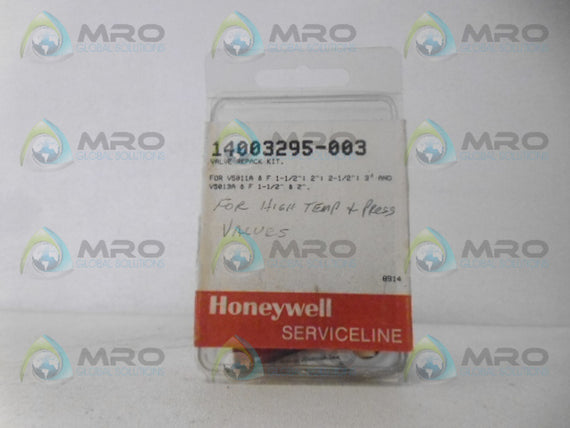 14003295-003
VALVE REPACK KIT.
FOR V5011A & F 1-1/2"; 2"; 2-1/2"; 3" AND
V5013A & F 1-1/2" & 2".
FOR HIGH TEMP & PRESS
VALVES
0914
Honeywell
SERVICELINE
MRO
GLOBAL SOLUTIONS